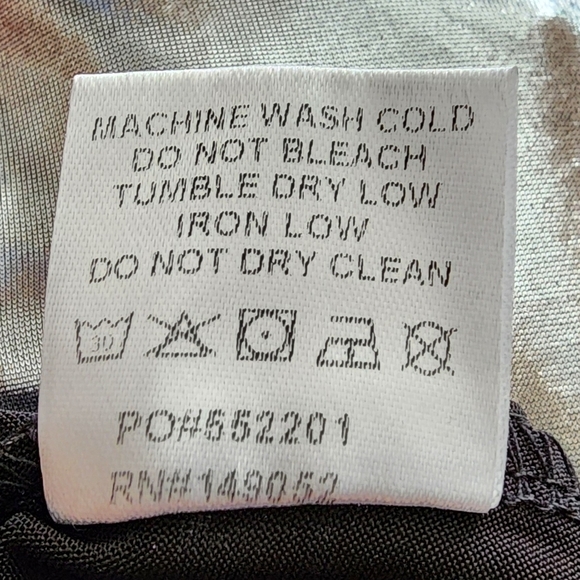 MACHINE WASH COLD
DO NOT BLEACH
TUMBLE DRY LOW
IRON LOW
DO NOT DRY CLEAN
30
PO#552201
RN#149052